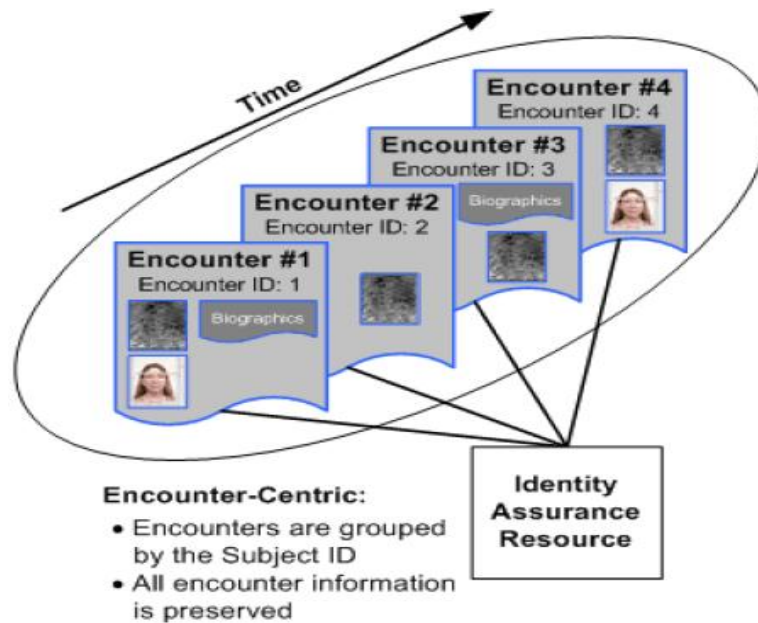 Time
Encounter #4
Encounter ID: 4
Encounter #3
Encounter ID: 3
Biographics
Encounter #2
Encounter ID: 2
Encounter #1
Encounter ID: 1
Biographics
Identity
Assurance
Resource
Encounter-Centric:
• Encounters are grouped
by the Subject ID
• All encounter information
is preserved